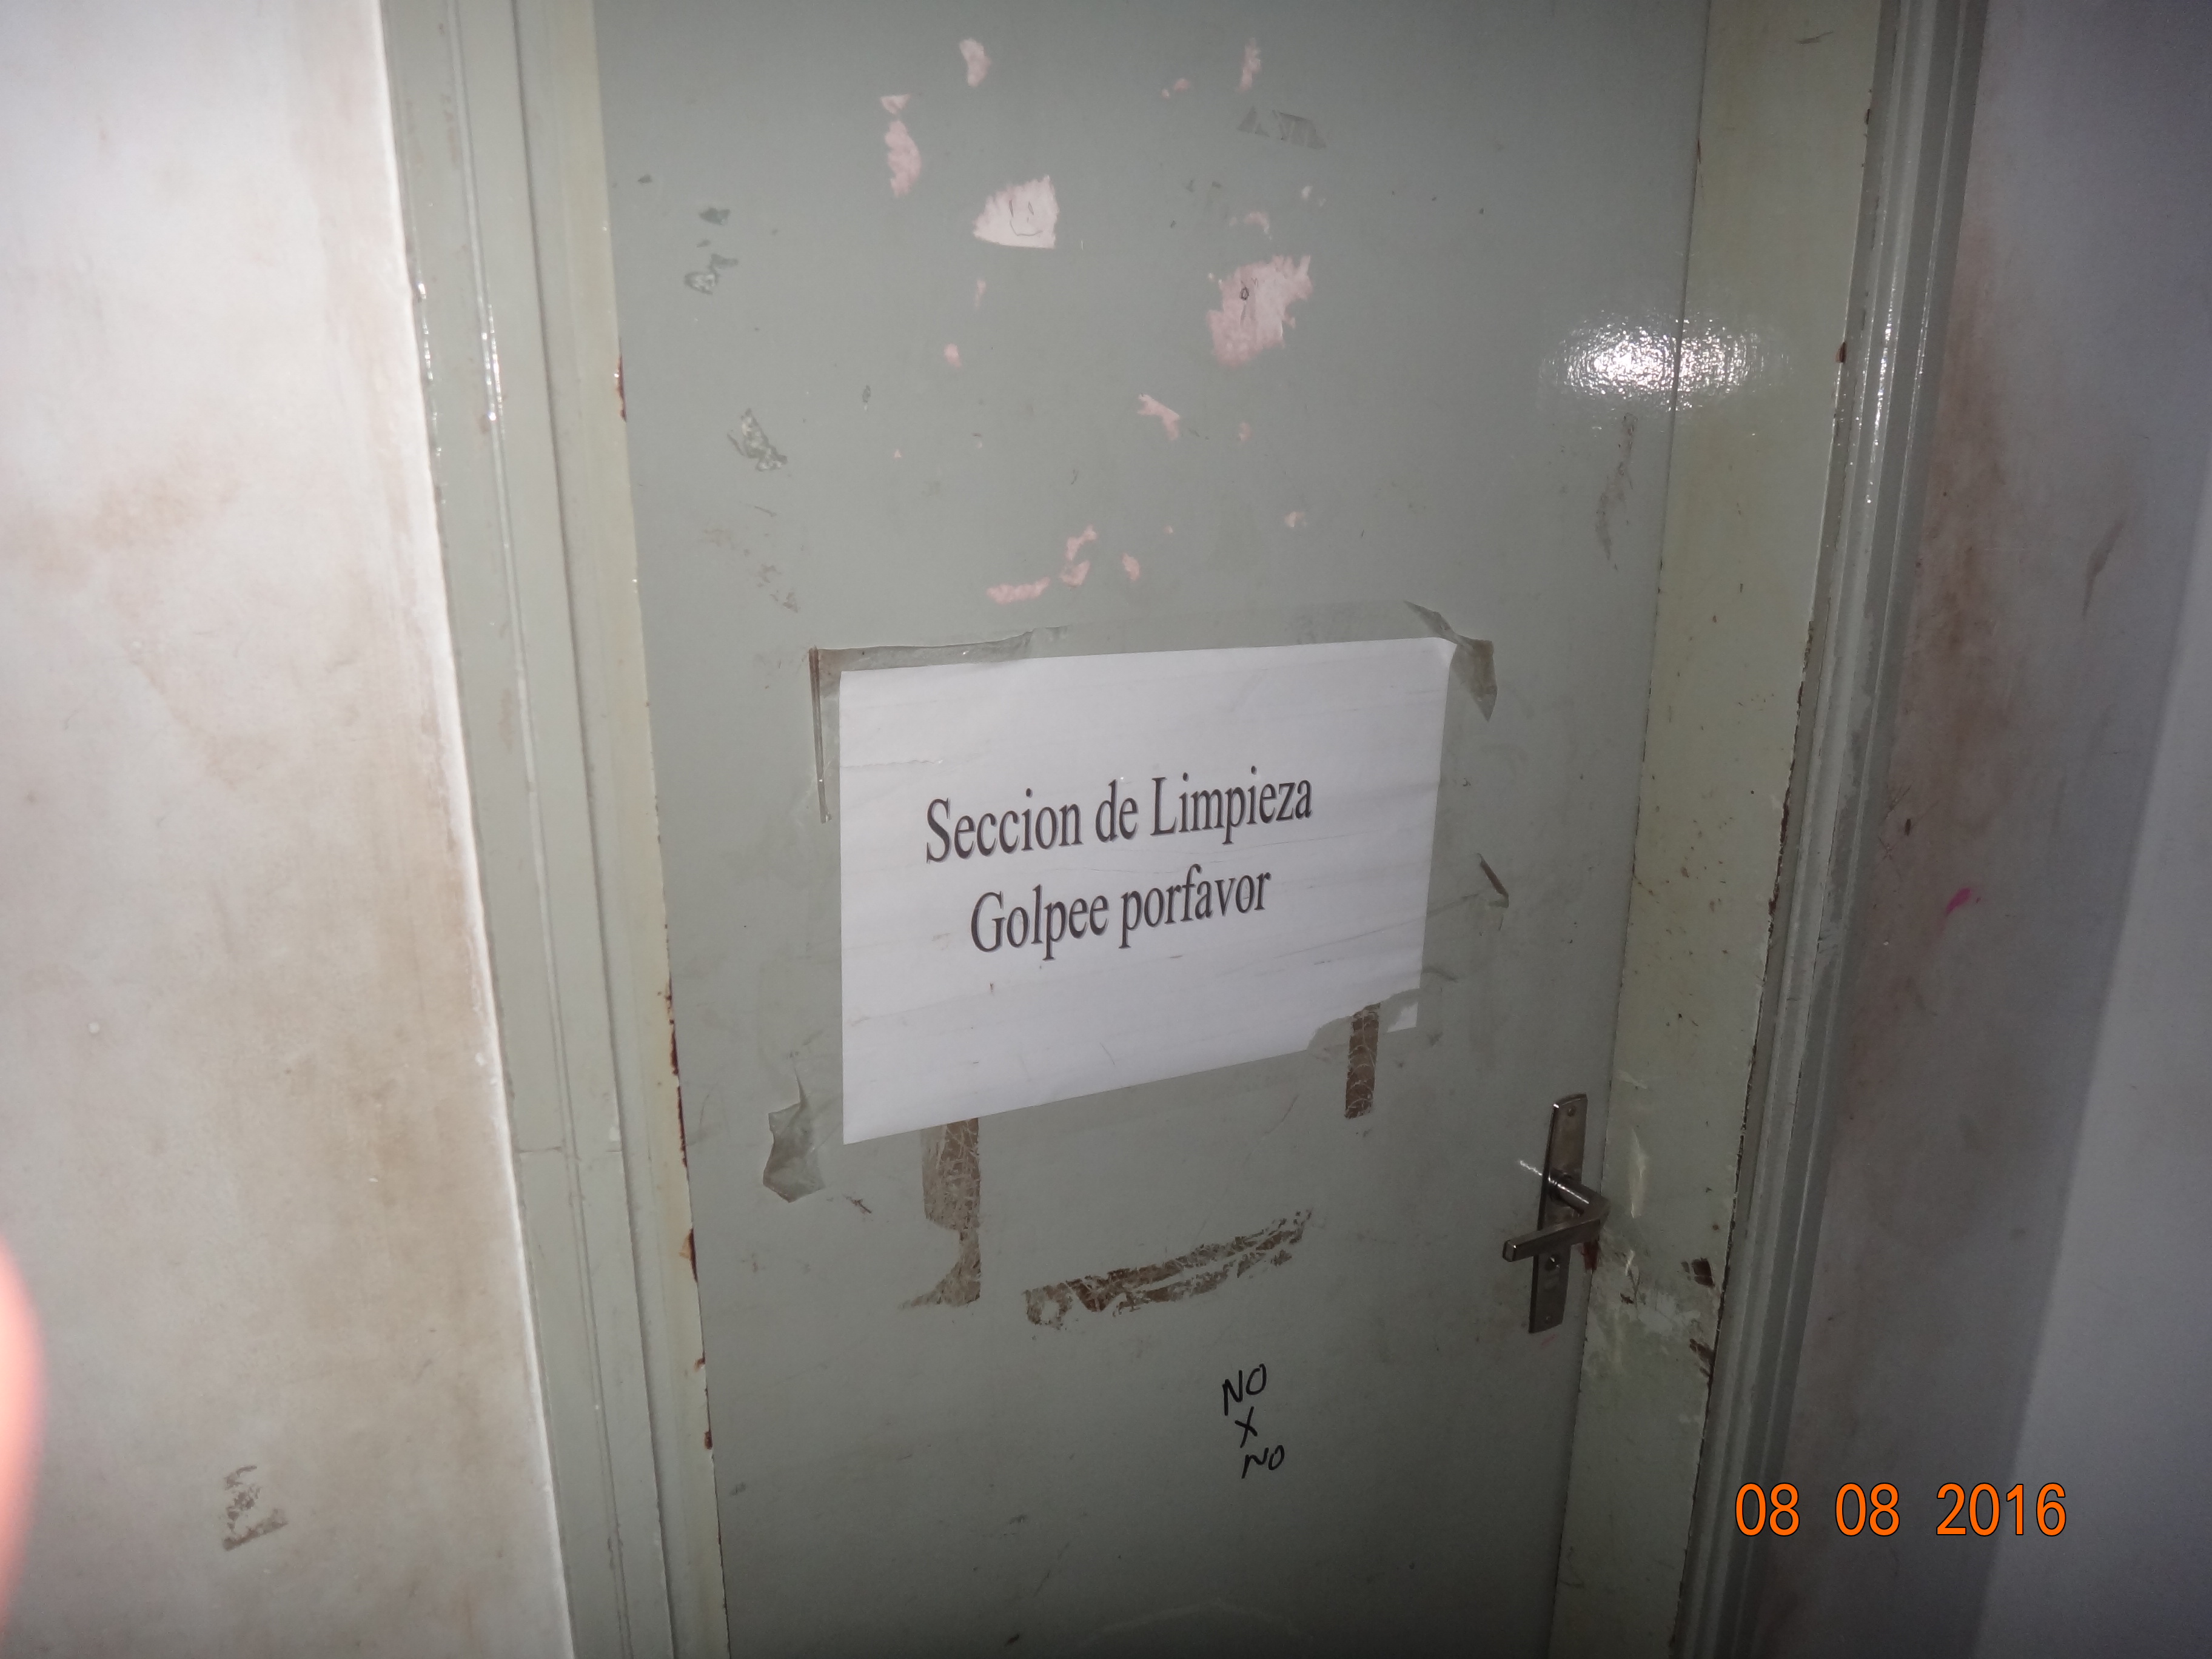 Seccion de Limpieza
Golpee porfavor
NO
X
NO
08 08 2016